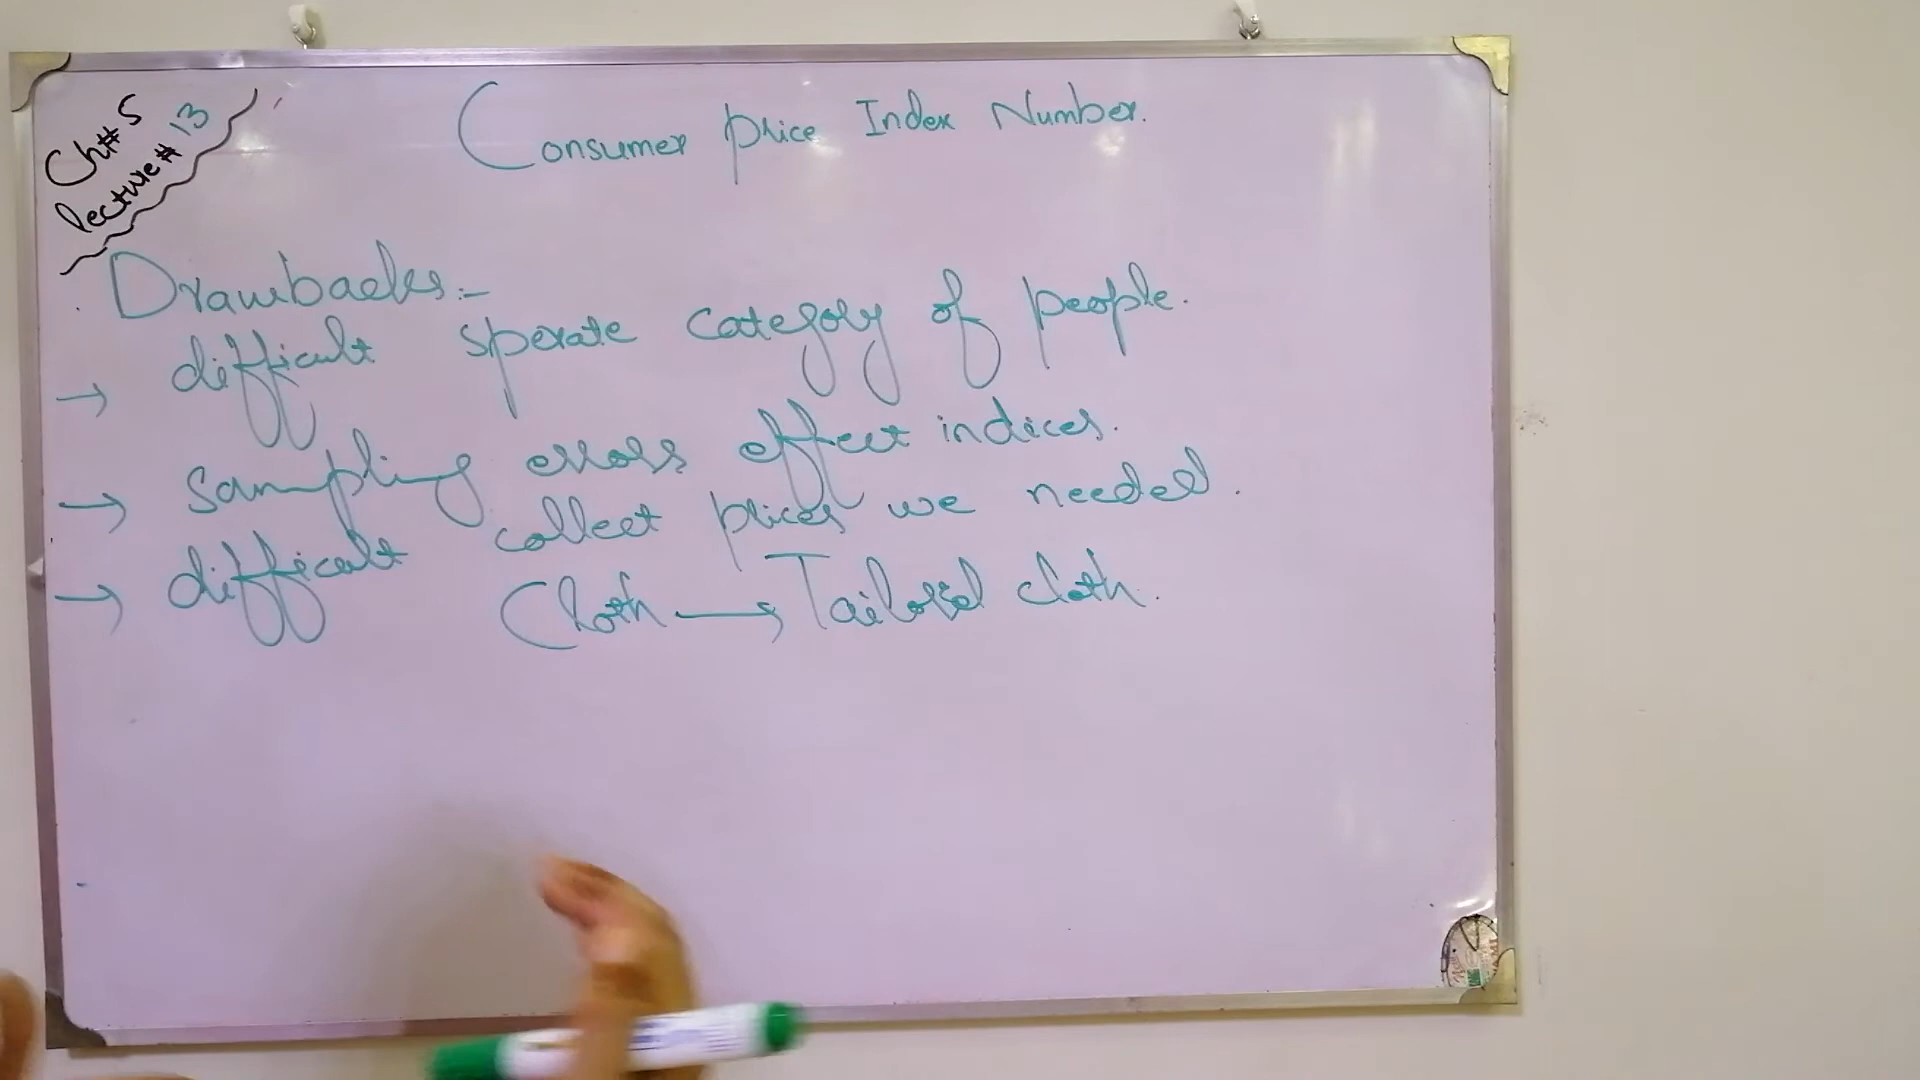 Ch# 5
lecture# 13
Consumer price Index Number.
Drawbacks:-
→ difficult sperate category of people.
→ Sampling errors effect indices.
→ difficult collect prices we needed.
Cloth → Tailored cloth.